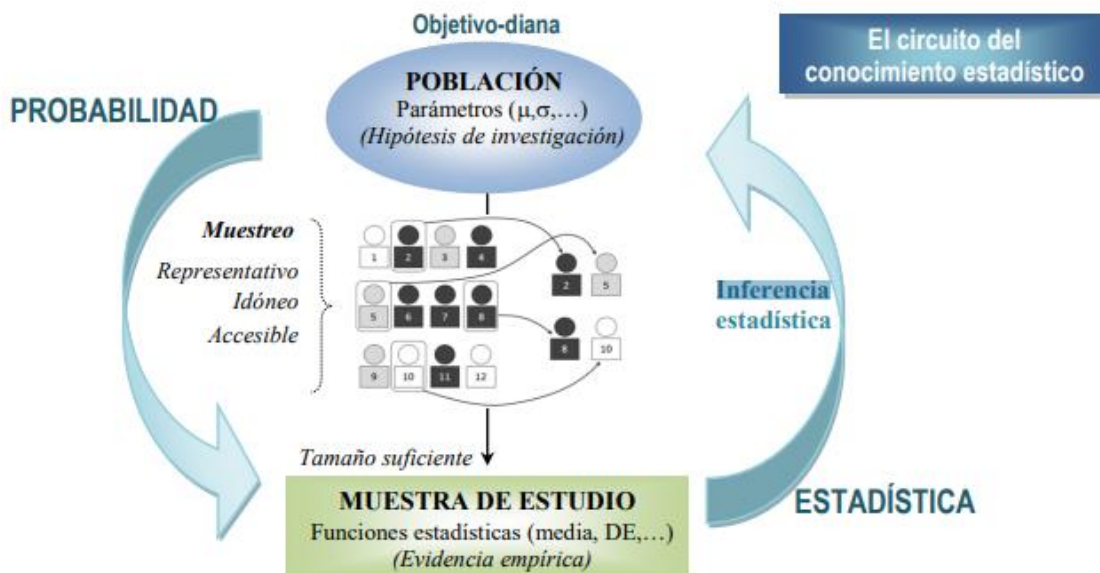 Objetivo-diana
El circuito del
conocimiento estadístico
PROBABILIDAD
POBLACIÓN
Parámetros (μ,σ,…)
(Hipótesis de investigación)
Muestreo
Representativo
Idóneo
Accesible
1 2 3 4
2 5
5 6 7 8
8 10
9 10 11 12
Inferencia
estadística
Tamaño suficiente
MUESTRA DE ESTUDIO
Funciones estadísticas (media, DE,…)
(Evidencia empírica)
ESTADÍSTICA